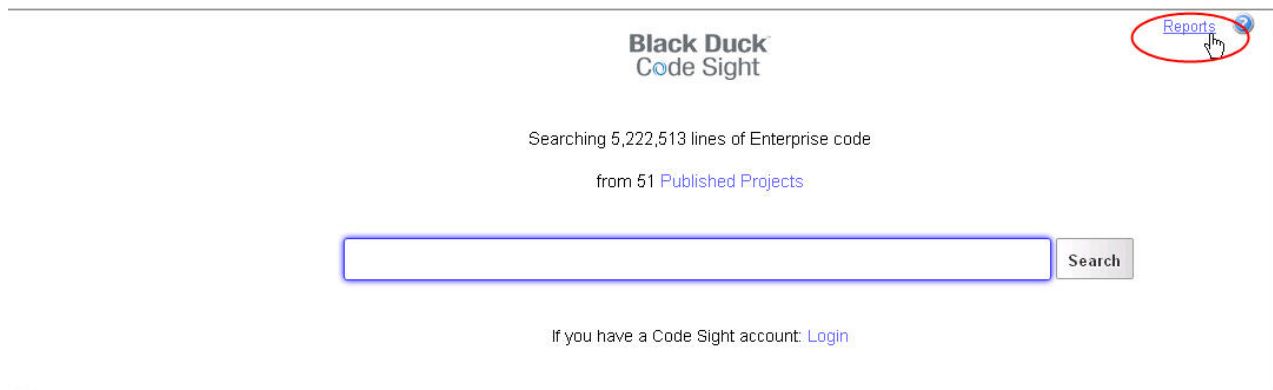 Reports
Black Duck
Code Sight
Searching 5,222,513 lines of Enterprise code
from 51 Published Projects
Search
If you have a Code Sight account: Login